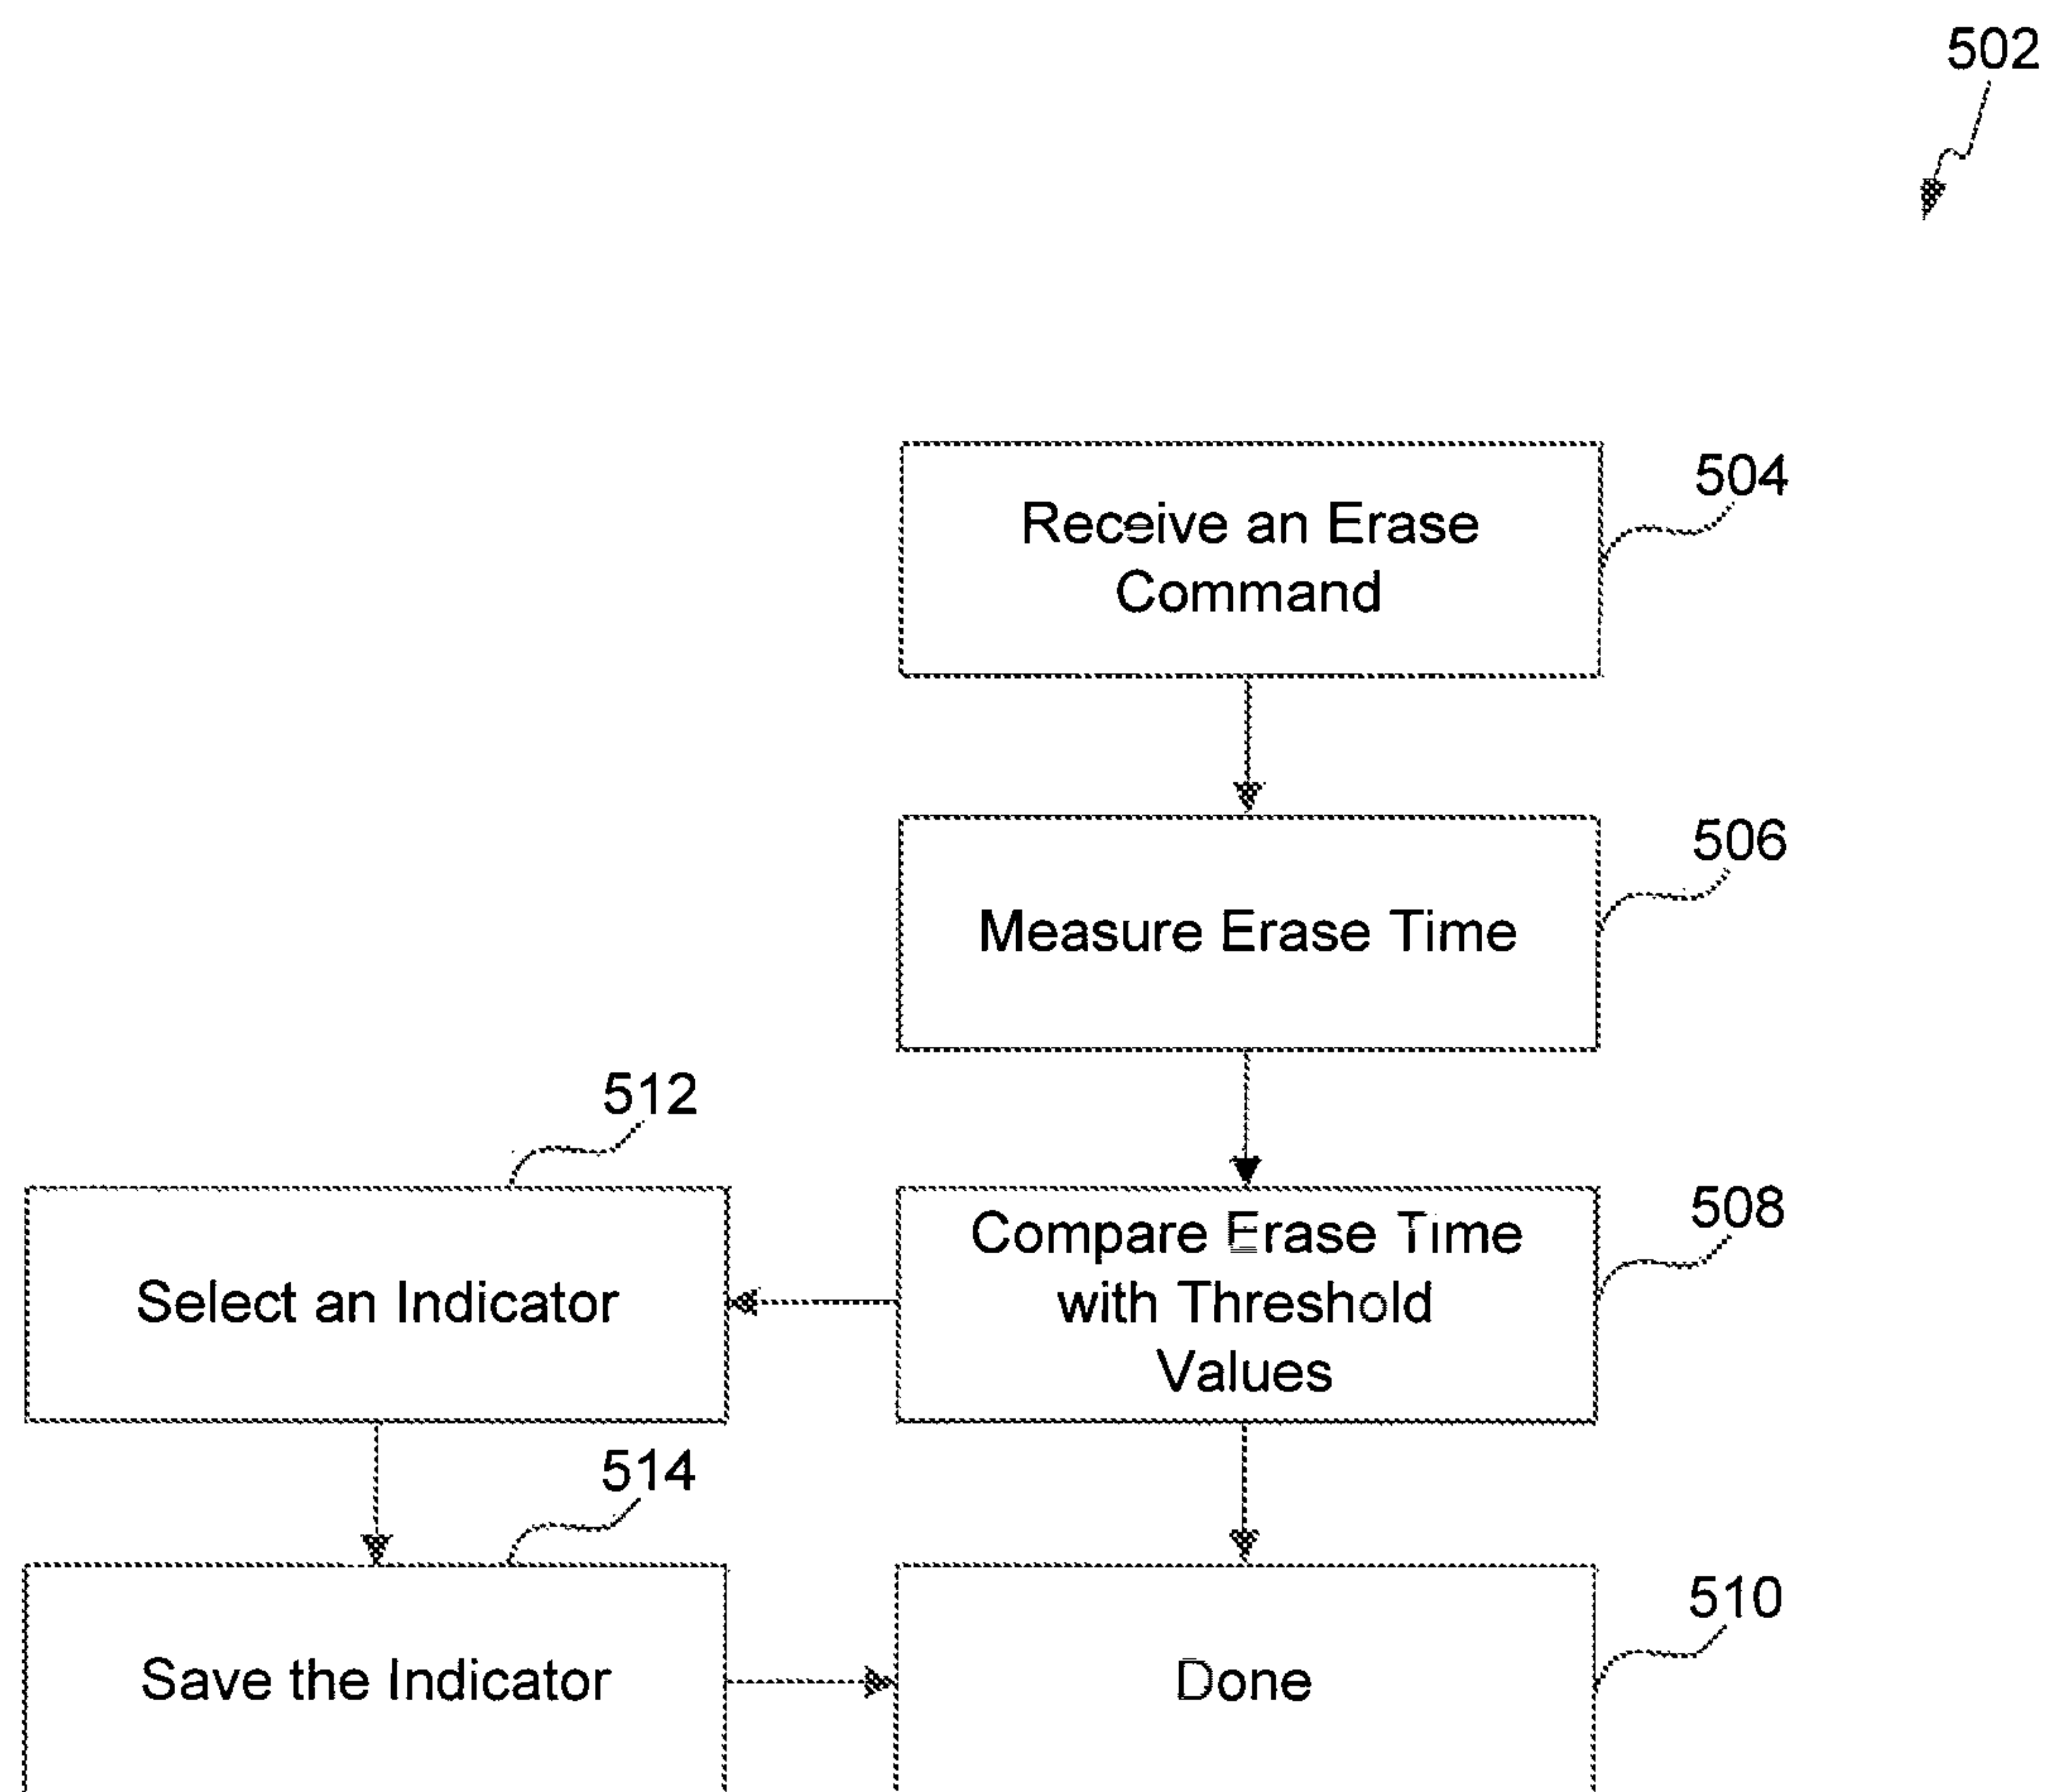 502
504
Receive an Erase
Command
506
Measure Erase Time
512
508
Compare Erase Time
with Threshold
Values
Select an Indicator
514
510
Save the Indicator
Done